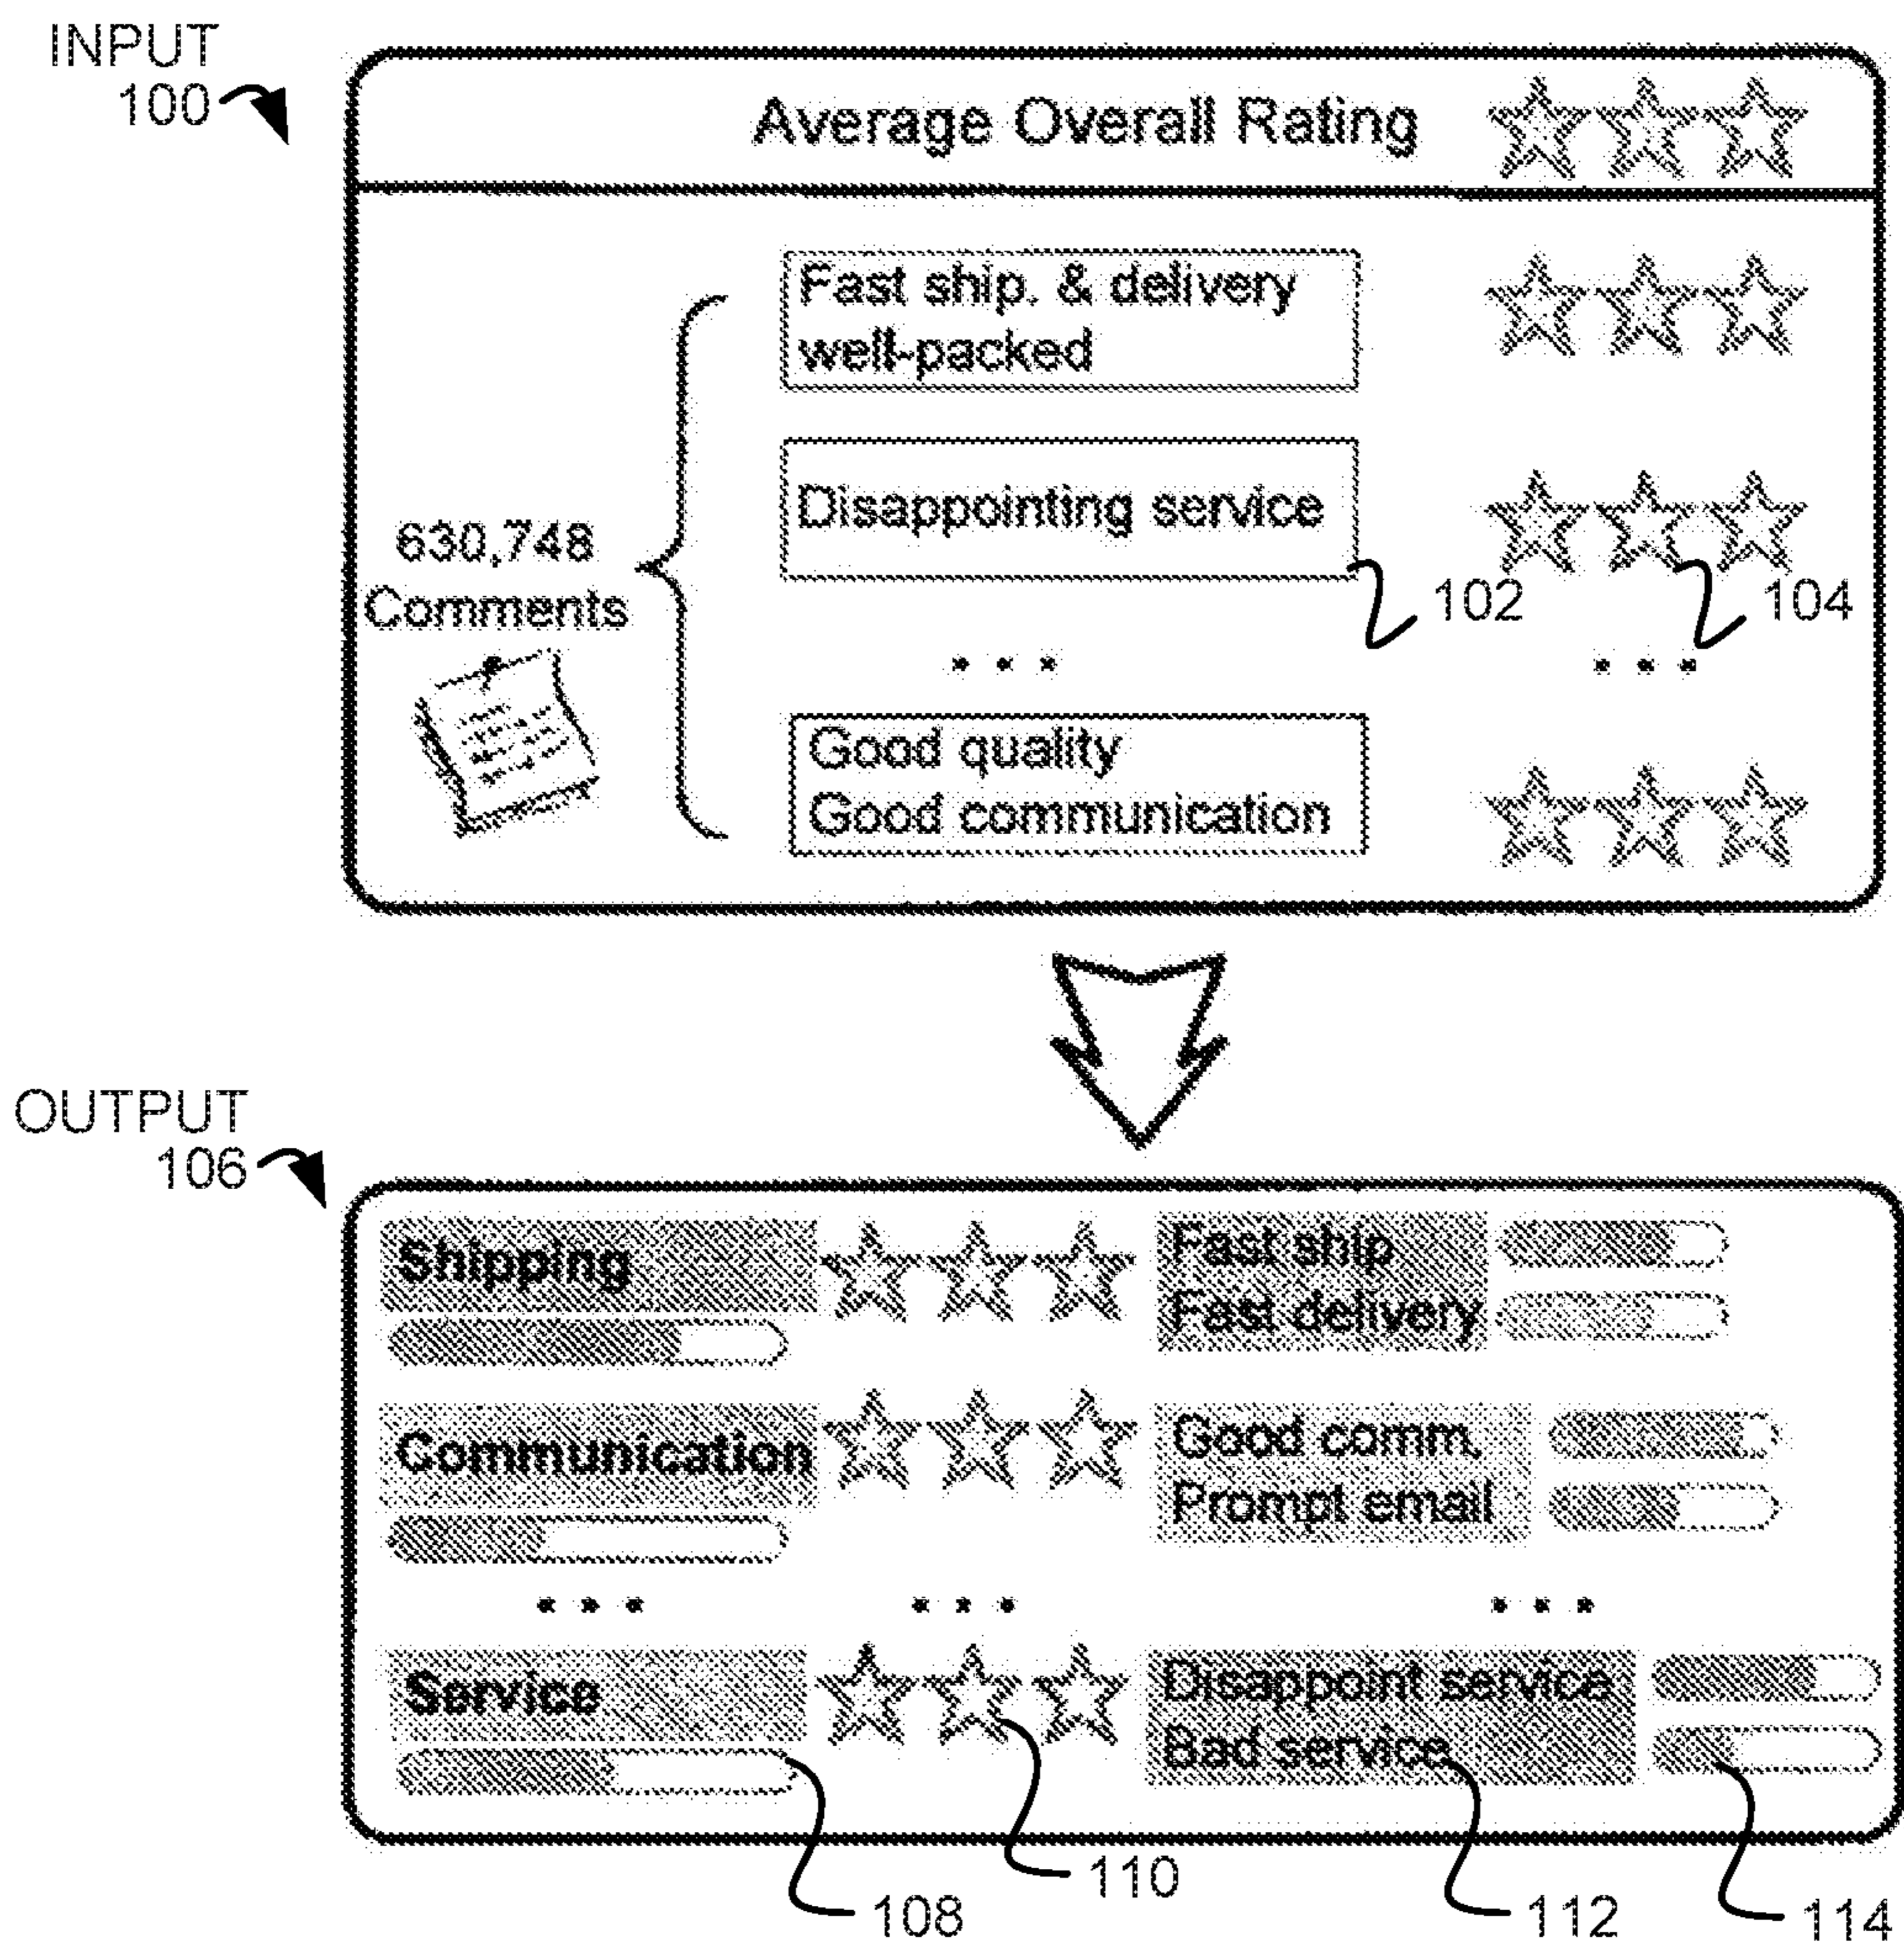 INPUT
100
Average Overall Rating
Fast ship. & delivery
well-packed
Disappointing service
630,748
Comments
102
104
. . .
. . .
Good quality
Good communication
OUTPUT
106
Shipping
Fast ship
Fast delivery
Communication
Good comm.
Prompt email
. . .
. . .
. . .
Service
Disappoint service
Bad service
110
108
112
114